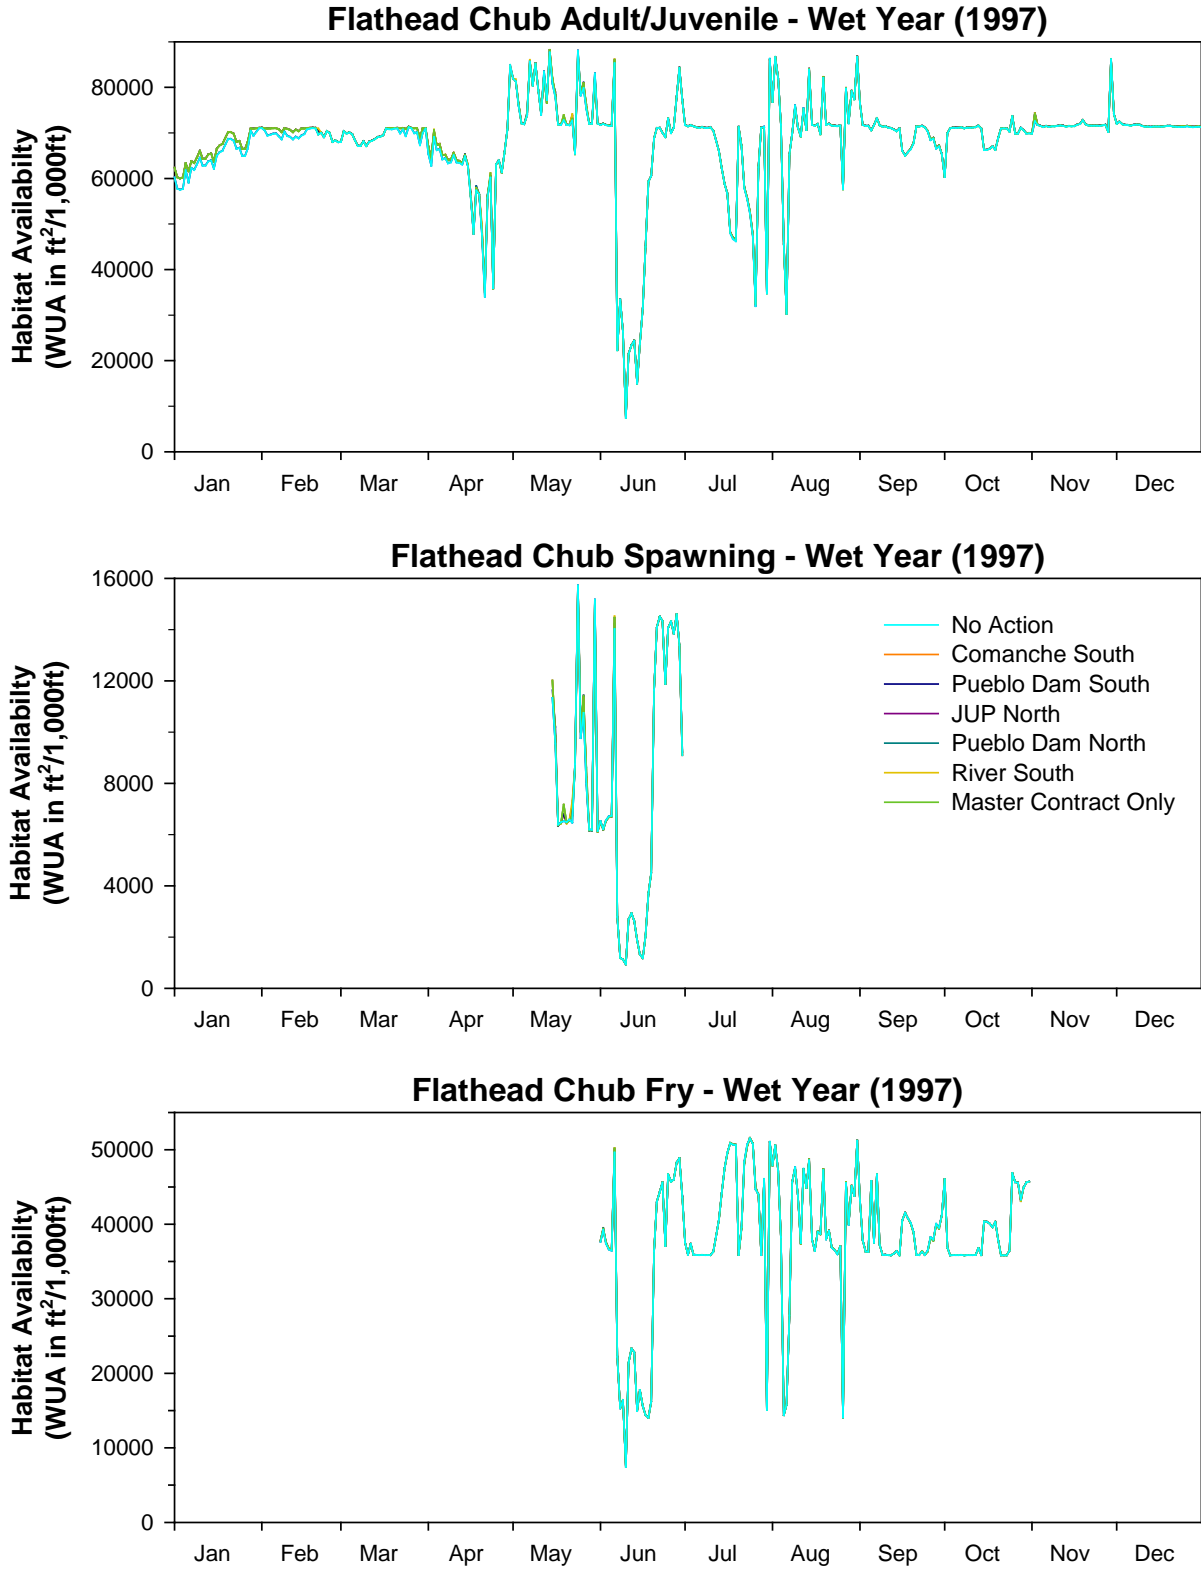 Flathead Chub Adult/Juvenile - Wet Year (1997)
Habitat Availabilty
(WUA in ft²/1,000ft)
80000
60000
40000
20000
0
Jan Feb Mar Apr May Jun Jul Aug Sep Oct Nov Dec
Flathead Chub Spawning - Wet Year (1997)
Habitat Availabilty
(WUA in ft²/1,000ft)
16000
12000
8000
4000
0
No Action
Comanche South
Pueblo Dam South
JUP North
Pueblo Dam North
River South
Master Contract Only
Jan Feb Mar Apr May Jun Jul Aug Sep Oct Nov Dec
Flathead Chub Fry - Wet Year (1997)
Habitat Availabilty
(WUA in ft²/1,000ft)
50000
40000
30000
20000
10000
0
Jan Feb Mar Apr May Jun Jul Aug Sep Oct Nov Dec